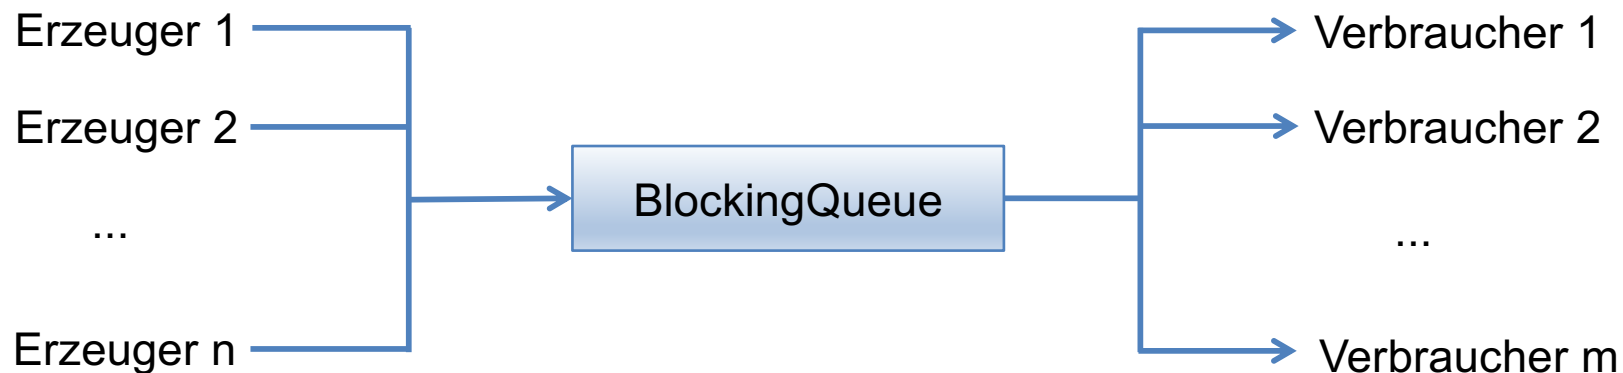 Erzeuger 1
Erzeuger 2
...
Erzeuger n
BlockingQueue
Verbraucher 1
Verbraucher 2
...
Verbraucher m